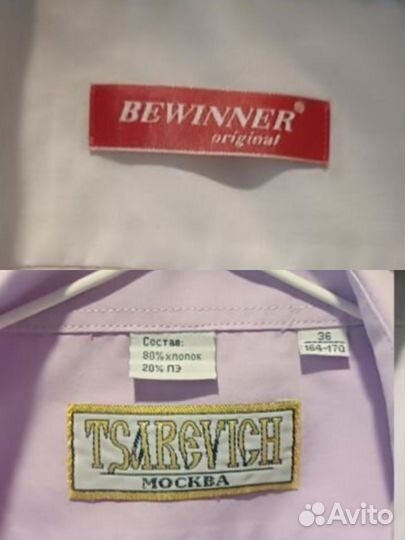 BEWINNER®
original
Состав:
80%хлопок
20% ПЭ
36
164-170
TSAREVICH
МОСКВА
Avito